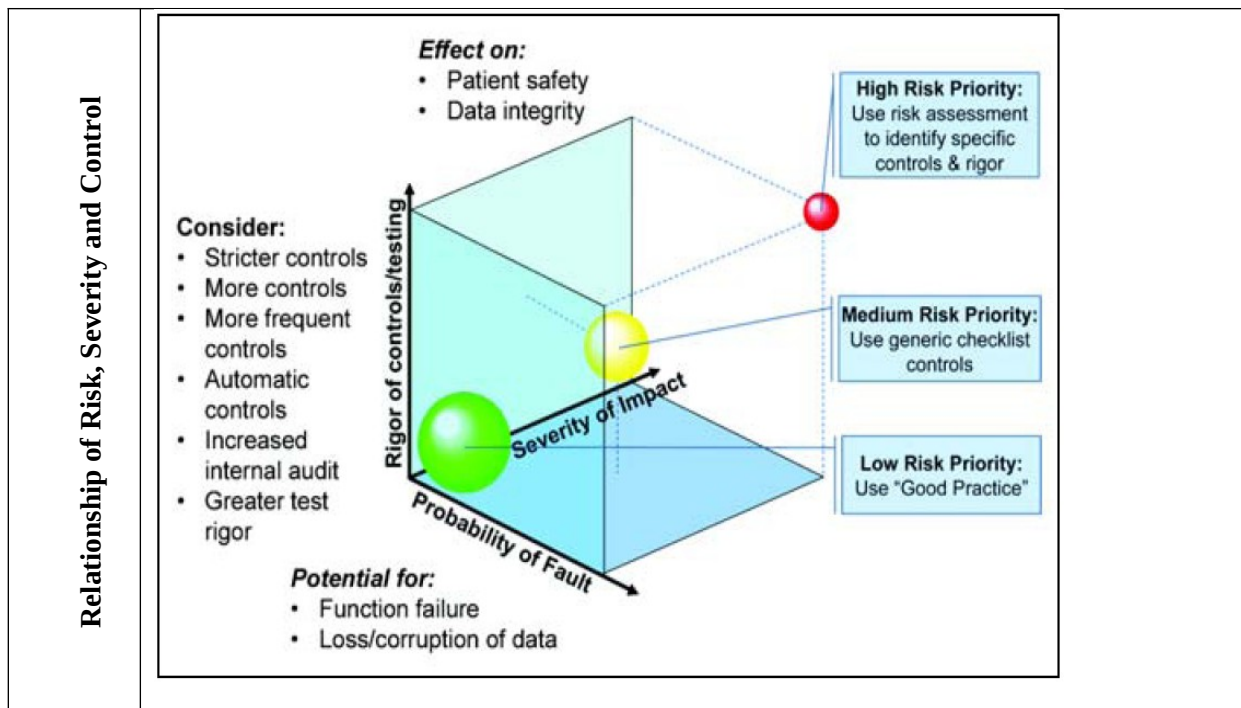 Relationship of Risk, Severity and Control
Effect on:
• Patient safety
• Data integrity
High Risk Priority:
Use risk assessment
to identify specific
controls & rigor
Consider:
• Stricter controls
• More controls
• More frequent
controls
• Automatic
controls
• Increased
internal audit
• Greater test
rigor
Rigor of controls/testing
Medium Risk Priority:
Use generic checklist
controls
Severity of Impact
Low Risk Priority:
Use “Good Practice”
Probability of Fault
Potential for:
• Function failure
• Loss/corruption of data